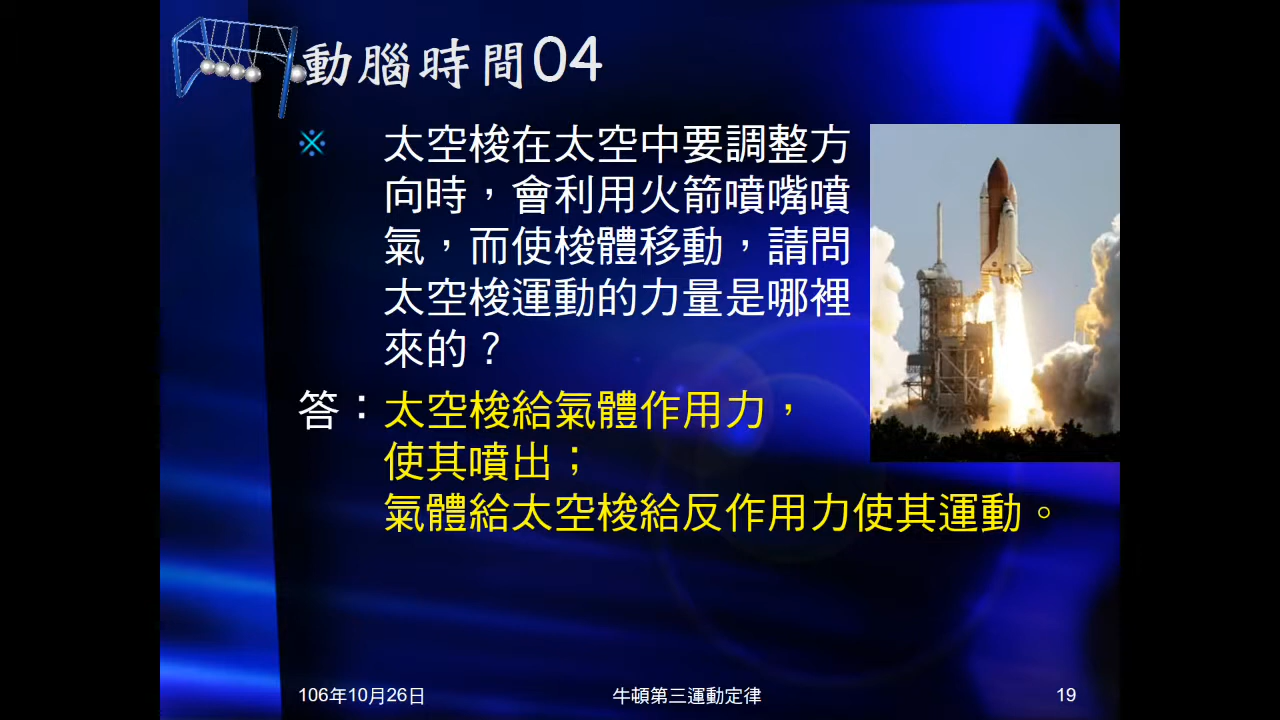 動腦時間04
※ 太空梭在太空中要調整方
向時，會利用火箭噴嘴噴
氣，而使梭體移動，請問
太空梭運動的力量是哪裡
來的？
答：太空梭給氣體作用力，
使其噴出；
氣體給太空梭給反作用力使其運動。
106年10月26日
牛頓第三運動定律
19